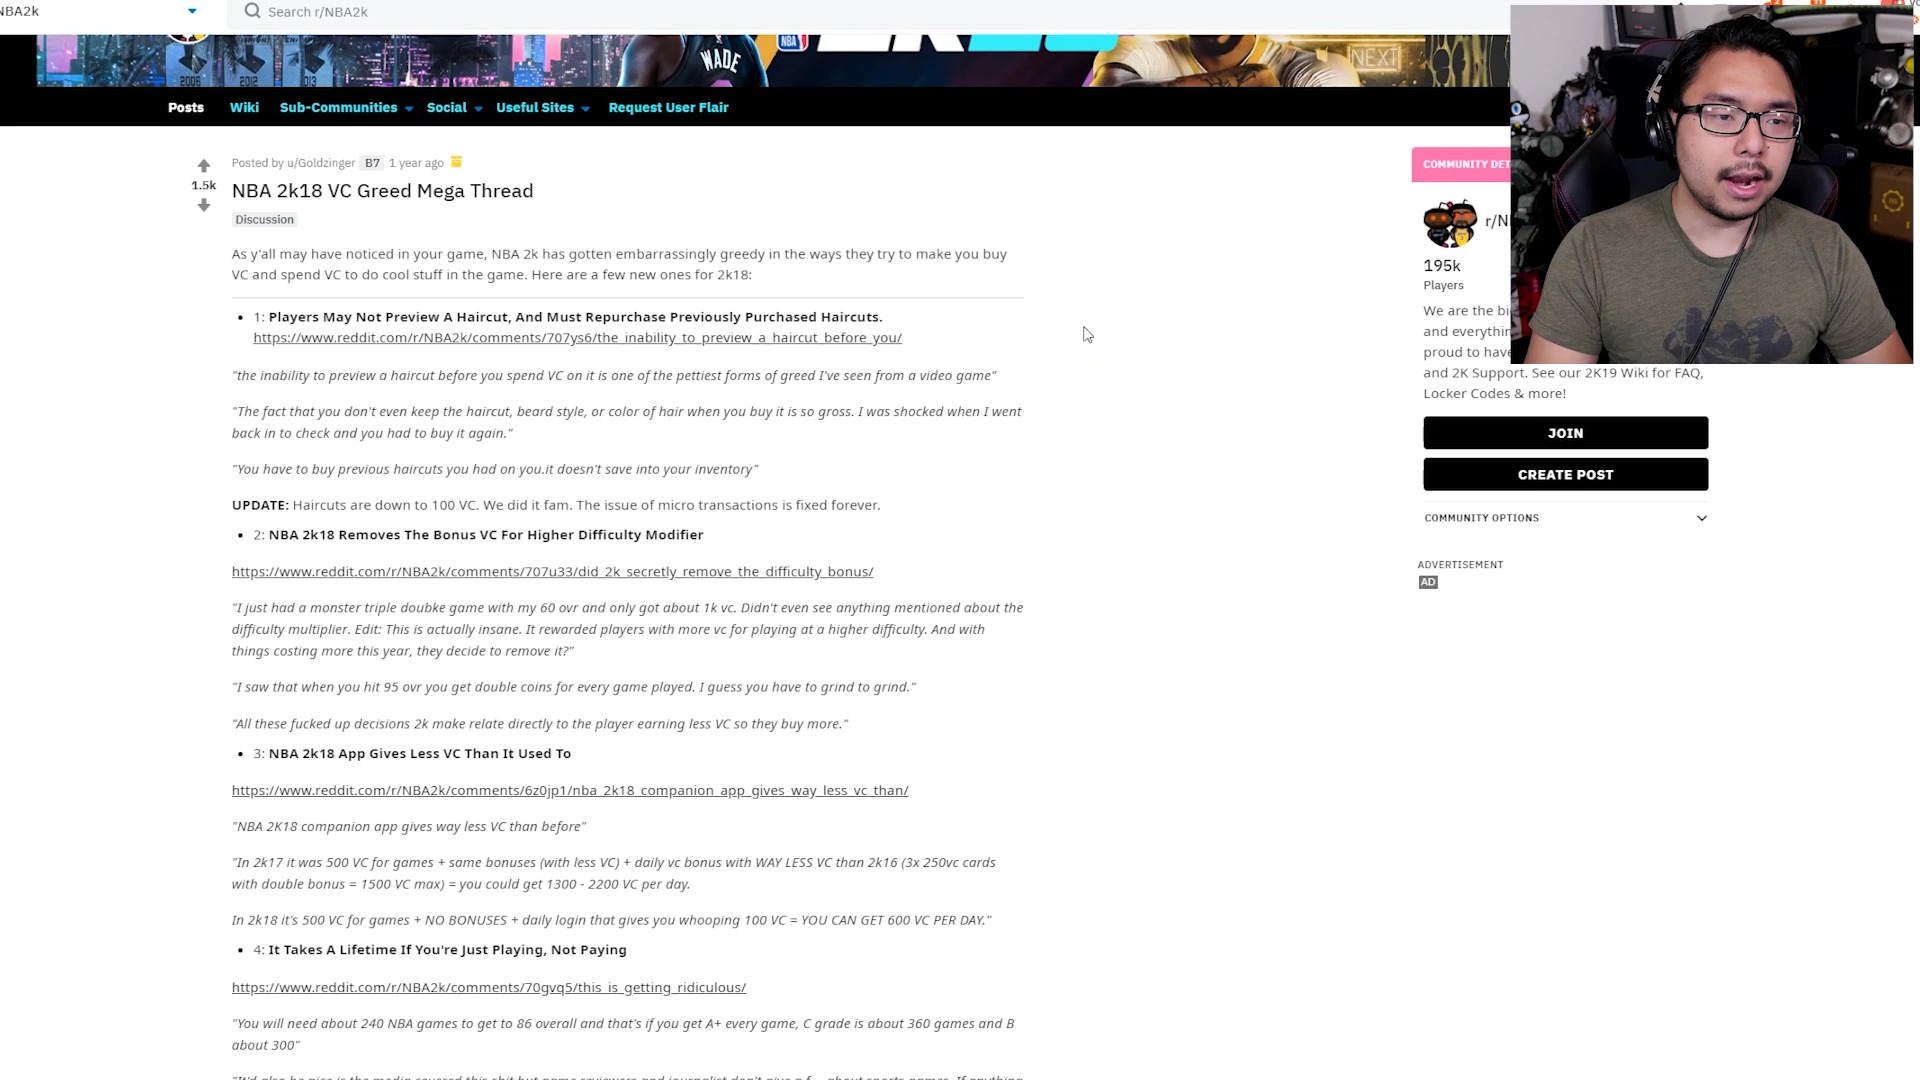 NBA2k
Search r/NBA2k
2006 2012 2013
WADE
NBA
NEXT
Posts Wiki Sub-Communities Social Useful Sites Request User Flair
Posted by u/Goldzinger B7 1 year ago
1.5k
NBA 2k18 VC Greed Mega Thread
Discussion
As y'all may have noticed in your game, NBA 2k has gotten embarrassingly greedy in the ways they try to make you buy
VC and spend VC to do cool stuff in the game. Here are a few new ones for 2k18:
• 1: Players May Not Preview A Haircut, And Must Repurchase Previously Purchased Haircuts.
https://www.reddit.com/r/NBA2k/comments/707ys6/the_inability_to_preview_a_haircut_before_you/
"the inability to preview a haircut before you spend VC on it is one of the pettiest forms of greed I've seen from a video game"
"The fact that you don't even keep the haircut, beard style, or color of hair when you buy it is so gross. I was shocked when I went
back in to check and you had to buy it again."
"You have to buy previous haircuts you had on you.it doesn't save into your inventory"
UPDATE: Haircuts are down to 100 VC. We did it fam. The issue of micro transactions is fixed forever.
• 2: NBA 2k18 Removes The Bonus VC For Higher Difficulty Modifier
https://www.reddit.com/r/NBA2k/comments/707u33/did_2k_secretly_remove_the_difficulty_bonus/
"I just had a monster triple doubke game with my 60 ovr and only got about 1k vc. Didn't even see anything mentioned about the
difficulty multiplier. Edit: This is actually insane. It rewarded players with more vc for playing at a higher difficulty. And with
things costing more this year, they decide to remove it?"
"I saw that when you hit 95 ovr you get double coins for every game played. I guess you have to grind to grind."
"All these fucked up decisions 2k make relate directly to the player earning less VC so they buy more."
• 3: NBA 2k18 App Gives Less VC Than It Used To
https://www.reddit.com/r/NBA2k/comments/6z0jp1/nba_2k18_companion_app_gives_way_less_vc_than/
"NBA 2K18 companion app gives way less VC than before"
"In 2k17 it was 500 VC for games + same bonuses (with less VC) + daily vc bonus with WAY LESS VC than 2k16 (3x 250vc cards
with double bonus = 1500 VC max) = you could get 1300 - 2200 VC per day.
In 2k18 it's 500 VC for games + NO BONUSES + daily login that gives you whooping 100 VC = YOU CAN GET 600 VC PER DAY."
• 4: It Takes A Lifetime If You're Just Playing, Not Paying
https://www.reddit.com/r/NBA2k/comments/70gvq5/this_is_getting_ridiculous/
"You will need about 240 NBA games to get to 86 overall and that's if you get A+ every game, C grade is about 360 games and B
about 300"
COMMUNITY DET
r/N
195k
Players
We are the
and everythin
proud to have
and 2K Support. See our 2K19 Wiki for FAQ,
Locker Codes & more!
JOIN
CREATE POST
COMMUNITY OPTIONS
ADVERTISEMENT
AD